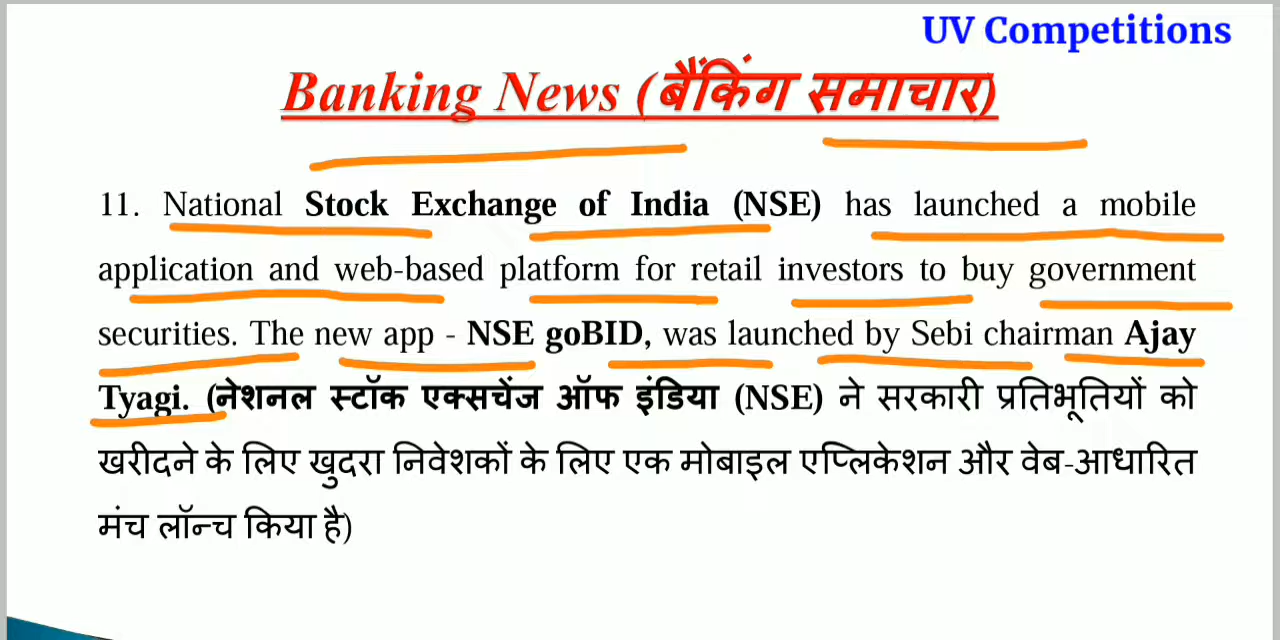 UV Competitions
Banking News (बैंकिंग समाचार)
11. National Stock Exchange of India (NSE) has launched a mobile
application and web-based platform for retail investors to buy government
securities. The new app - NSE goBID, was launched by Sebi chairman Ajay
Tyagi. (नेशनल स्टॉक एक्सचेंज ऑफ इंडिया (NSE) ने सरकारी प्रतिभूतियों को
खरीदने के लिए खुदरा निवेशकों के लिए एक मोबाइल एप्लिकेशन और वेब-आधारित
मंच लॉन्च किया है)